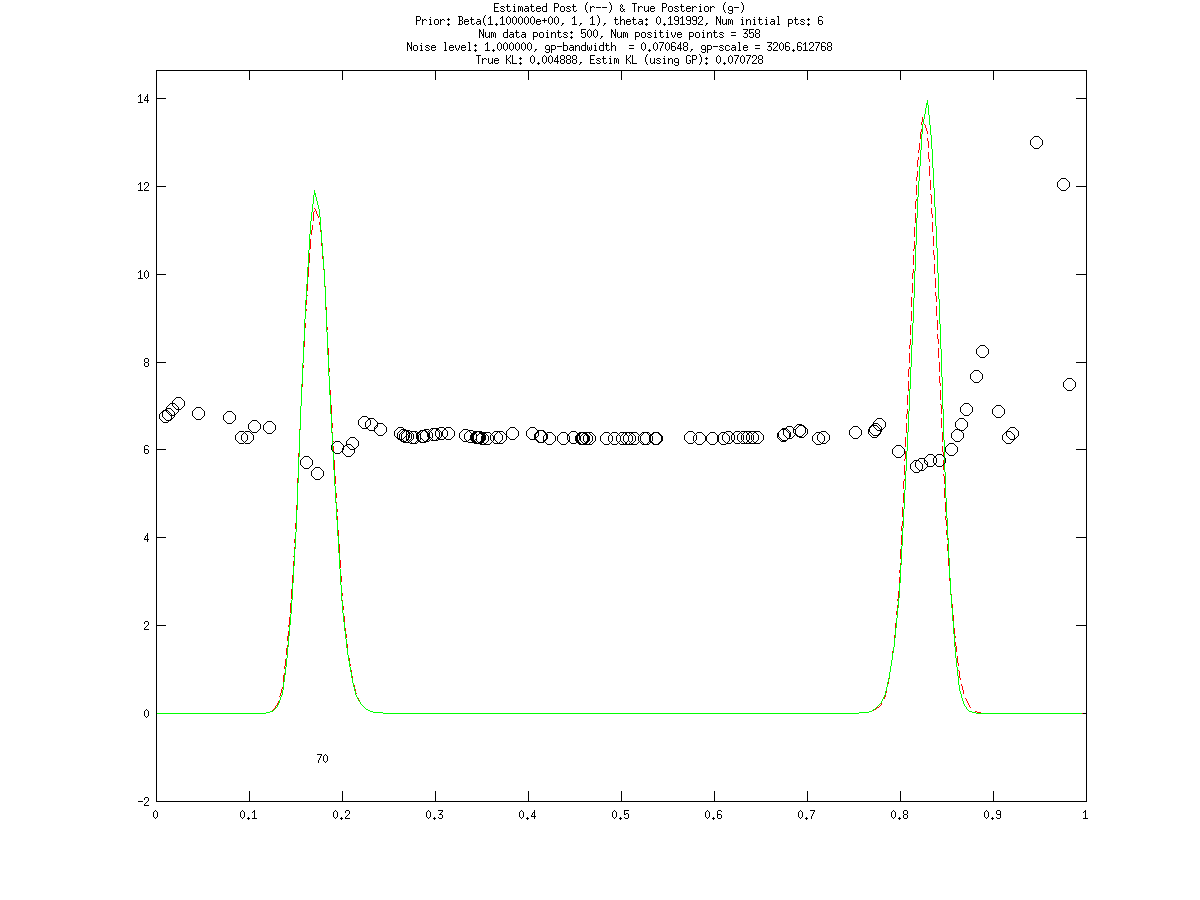 Estimated Post (r--) & True Posterior (g-)
Prior: Beta(1.100000e+00, 1, 1), theta: 0.191992, Num initial pts: 6
Num data points: 500, Num positive points = 358
Noise level: 1.000000, gp-bandwidth  = 0.070648, gp-scale = 3206.612768
True KL: 0.004888, Estim KL (using GP): 0.070728
14
12
10
8
6
4
2
0
70
-2
0 0.1 0.2 0.3 0.4 0.5 0.6 0.7 0.8 0.9 1